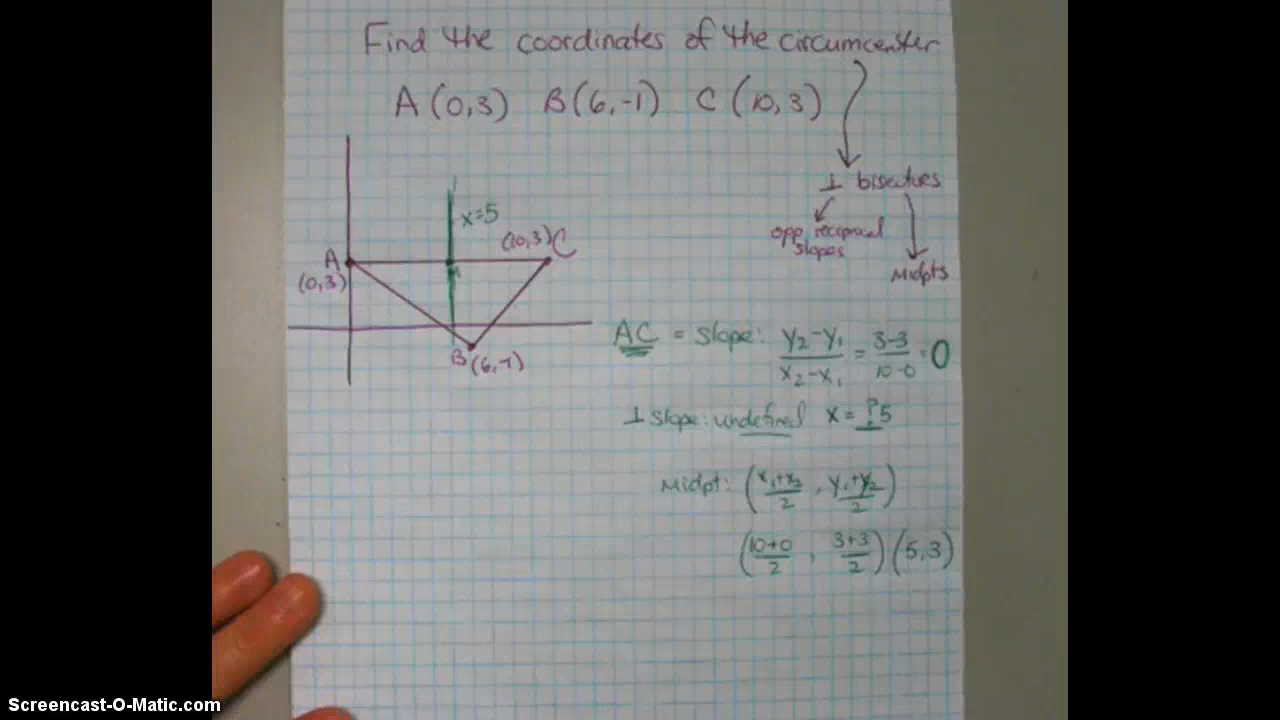 Find the coordinates of the circumcenter
A (0,3) B(6,-1) C (10,3)
⊥ bisectors
opp. reciprocal
slopes
Midpts
x=5
(10,3) C
A
(0,3)
B (6,-1)
AC = slope: y₂-y₁/x₂-x₁ = 3-3/10-0 = 0
⊥ slope: undefined x = ? 5
Midpt: (x₁+x₂/2 , y₁+y₂/2)
(10+0/2 , 3+3/2) (5,3)
Screencast-O-Matic.com